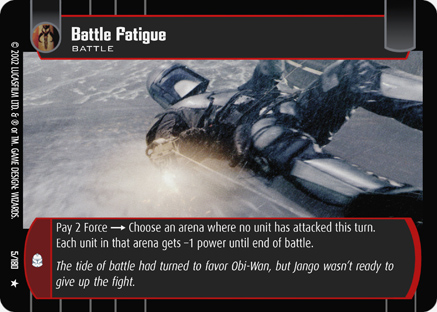 Battle Fatigue
BATTLE
© 2002 LUCASFILM LTD. & ® or TM. GAME DESIGN: WIZARDS.
5/180 ★
Pay 2 Force → Choose an arena where no unit has attacked this turn.
Each unit in that arena gets –1 power until end of battle.
The tide of battle had turned to favor Obi-Wan, but Jango wasn't ready to
give up the fight.